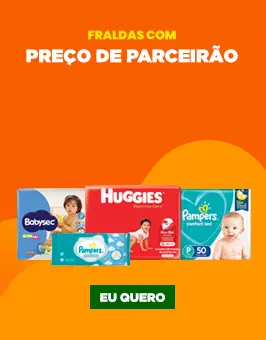 FRALDAS COM
PREÇO DE PARCEIRÃO
Babysec
HUGGIES
Pampers
Pampers
confort sec
P 50
EU QUERO